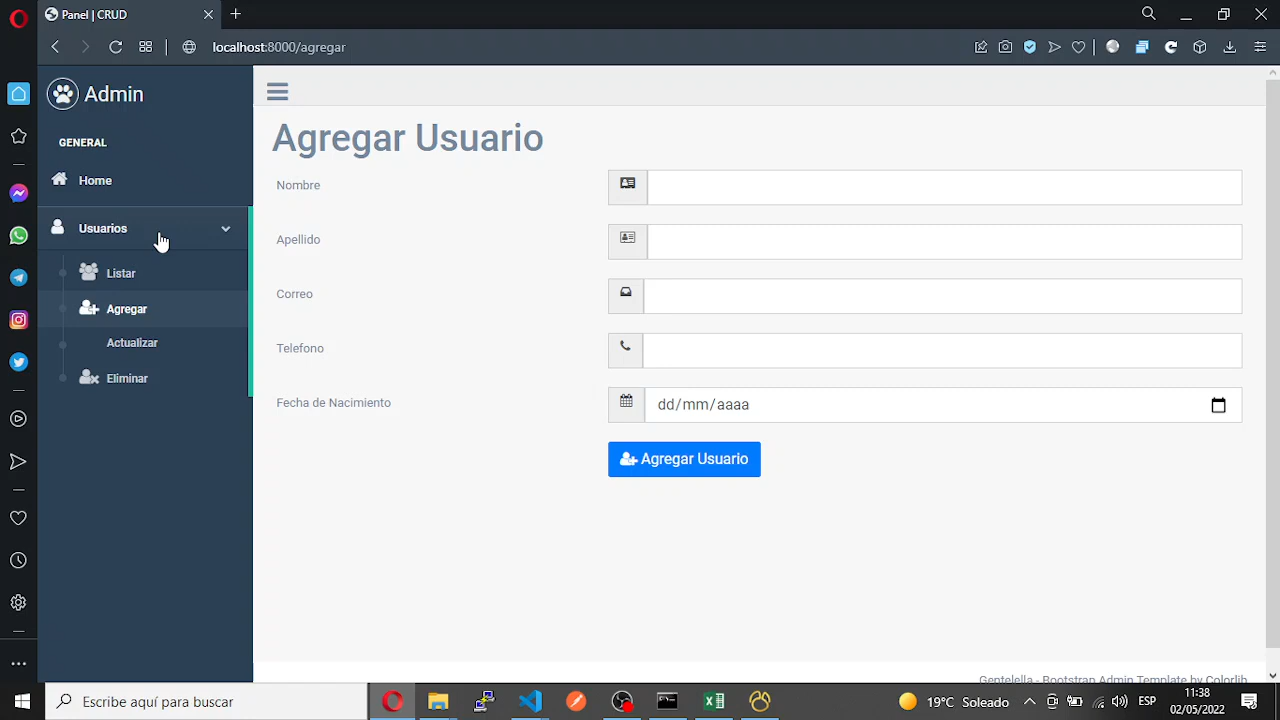 Panel | CRUD
localhost:8000/agregar
Admin
GENERAL
Home
Usuarios
Listar
Agregar
Actualizar
Eliminar
Agregar Usuario
Nombre
Apellido
Correo
Telefono
Fecha de Nacimiento
dd/mm/aaaa
Agregar Usuario
Gentelella - Bootstrap Admin Template by Colorlib
Escribe aquí para buscar
19°C Soleado
ESP
11:38
02/05/2022